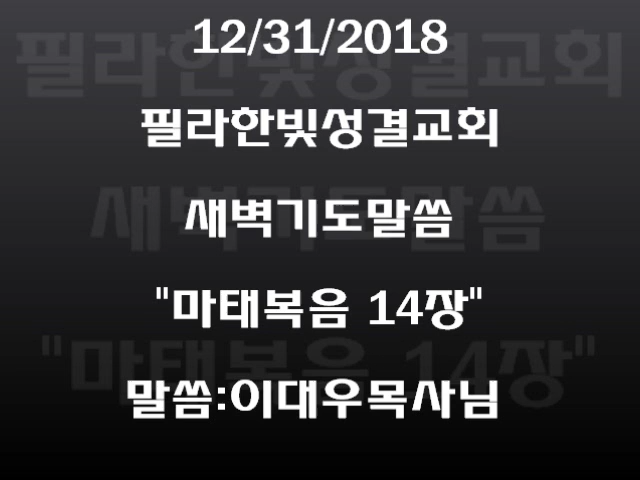 12/31/2018
필라한빛성결교회
새벽기도말씀
"마태복음 14장"
말씀:이대우목사님